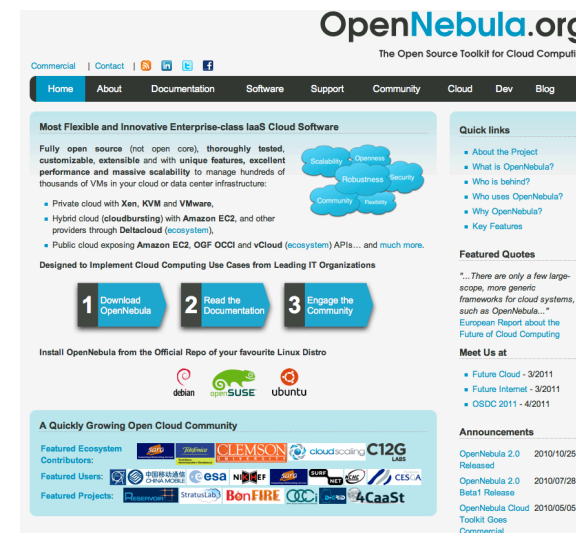 OpenNebula.org
The Open Source Toolkit for Cloud Computi
Commercial | Contact |
Home About Documentation Software Support Community Cloud Dev Blog
Most Flexible and Innovative Enterprise-class IaaS Cloud Software
Fully open source (not open core), thoroughly tested,
customizable, extensible and with unique features, excellent
performance and massive scalability to manage hundreds of
thousands of VMs in your cloud or data center infrastructure:
Scalability Openness
Robustness Security
Community Flexibility
Private cloud with Xen, KVM and VMware,
Hybrid cloud (cloudbursting) with Amazon EC2, and other
providers through Deltacloud (ecosystem),
Public cloud exposing Amazon EC2, OGF OCCI and vCloud (ecosystem) APIs... and much more.
Designed to Implement Cloud Computing Use Cases from Leading IT Organizations
1 Download
OpenNebula
2 Read the
Documentation
3 Engage the
Community
Install OpenNebula from the Official Repo of your favourite Linux Distro
debian openSUSE ubuntu
A Quickly Growing Open Cloud Community
Featured Ecosystem
Contributors:
sara Telefónica CLEMSON cloudscaling C12G
LABS
Featured Users:
中国移动通信
CHINA MOBILE esa NIKHEF sara SURF
NET CESGA
Featured Projects: RESERVOIR StratusLab BonFIRE 4CaaSt
Quick links
About the Project
What is OpenNebula?
Who is behind?
Who uses OpenNebula?
Why OpenNebula?
Key Features
Featured Quotes
"...There are only a few large-
scope, more generic
frameworks for cloud systems,
such as OpenNebula..."
European Report about the
Future of Cloud Computing
Meet Us at
Future Cloud - 3/2011
Future Internet - 3/2011
OSDC 2011 - 4/2011
Announcements
OpenNebula 2.0 2010/10/25
Released
OpenNebula 2.0 2010/07/28
Beta1 Release
OpenNebula Cloud 2010/05/05
Toolkit Goes
Commercial